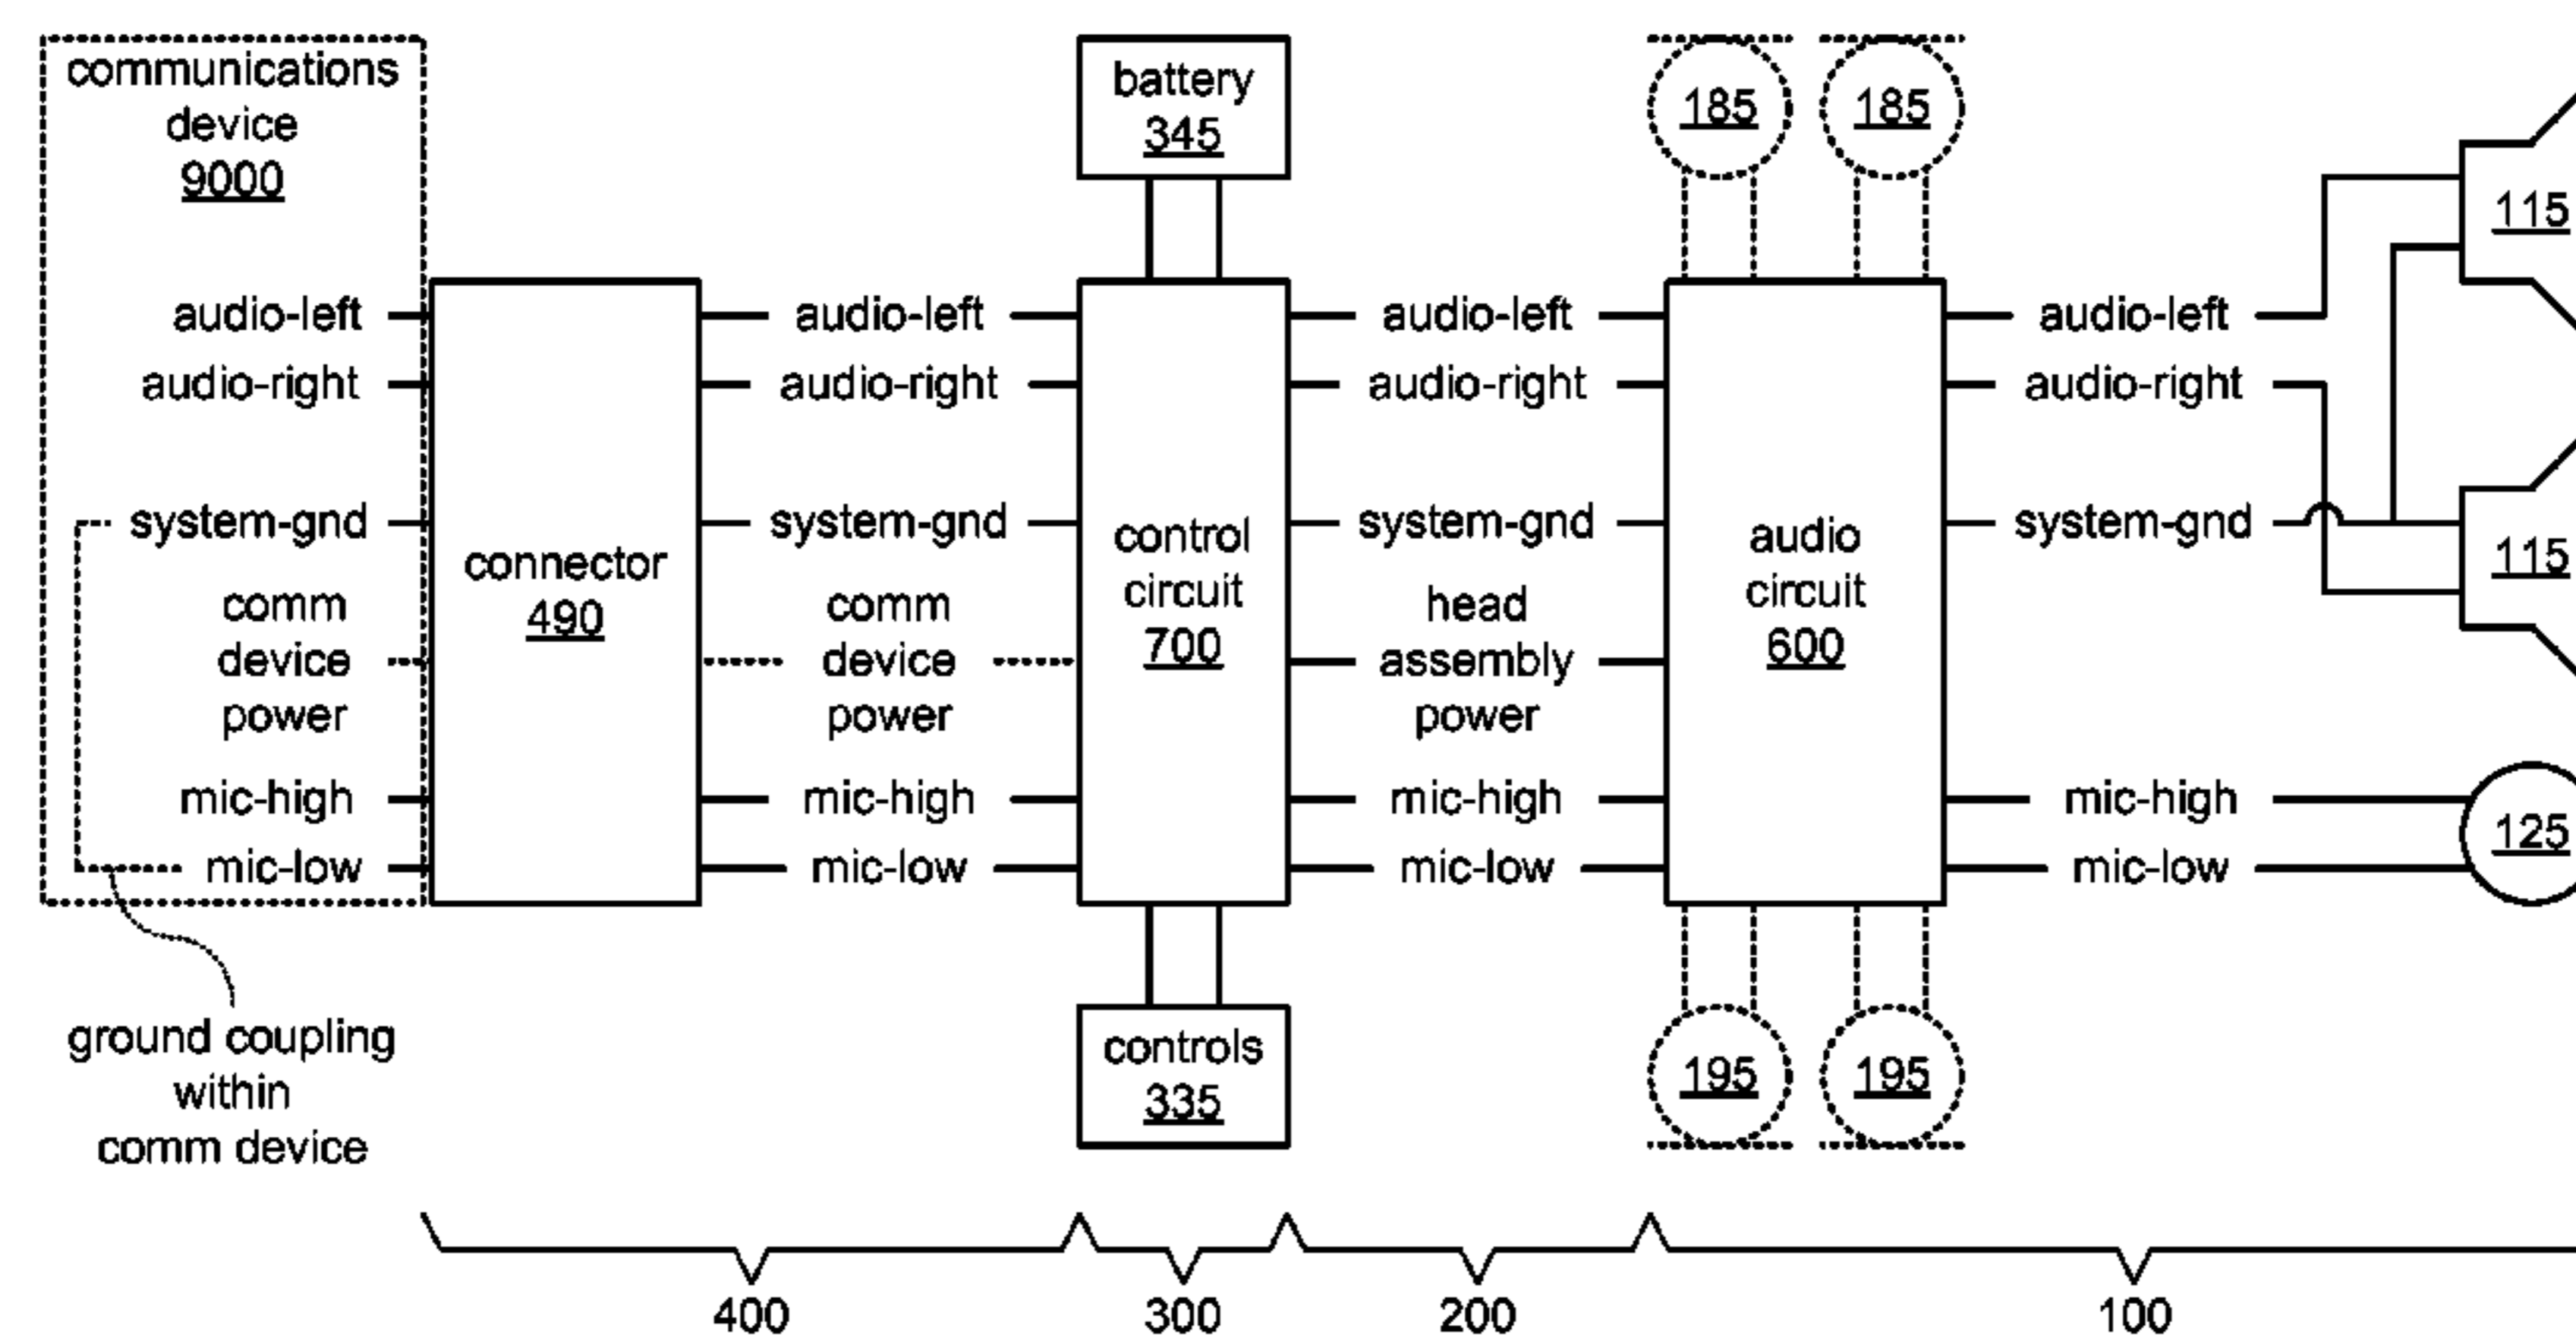 communications
device
9000
audio-left
audio-right
system-gnd
comm
device
power
mic-high
mic-low
ground coupling
within
comm device
connector
490
audio-left
audio-right
system-gnd
comm
device
power
mic-high
mic-low
battery
345
control
circuit
700
controls
335
audio-left
audio-right
system-gnd
head
assembly
power
mic-high
mic-low
185 185
audio
circuit
600
195 195
audio-left
audio-right
system-gnd
mic-high
mic-low
115
115
125
400 300 200 100